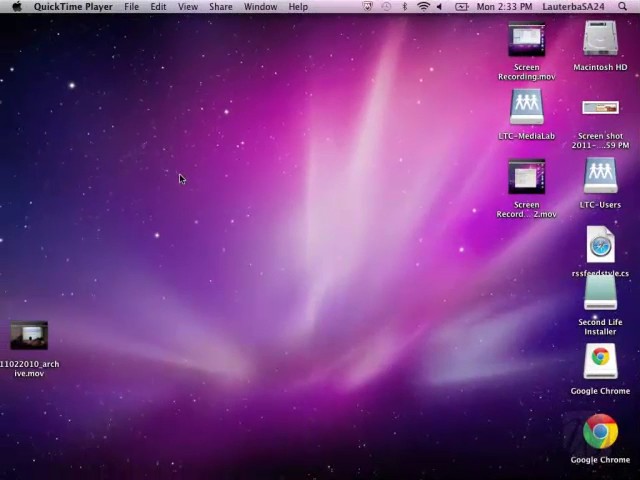 QuickTime Player File Edit View Share Window Help Mon 2:33 PM LauterbaSA24
Screen
Recording.mov
Macintosh HD
LTC-MediaLab
Screen shot
2011-....59 PM
Screen
Record... 2.mov
LTC-Users
rssfeedstyle.cs
Second Life
Installer
11022010_arch
ive.mov
Google Chrome
Google Chrome